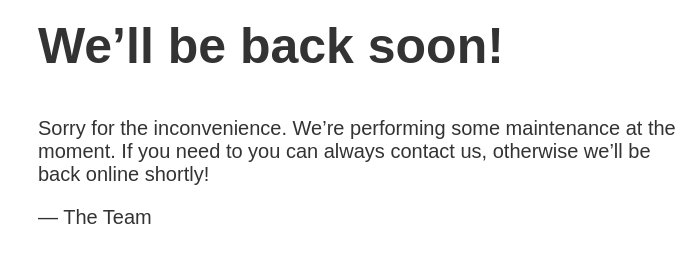 We’ll be back soon!
Sorry for the inconvenience. We’re performing some maintenance at the
moment. If you need to you can always contact us, otherwise we’ll be
back online shortly!
— The Team